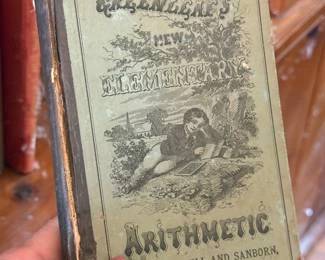 GREENLEAF'S
NEW
ELEMENTARY
ARITHMETIC
AND SANBORN,